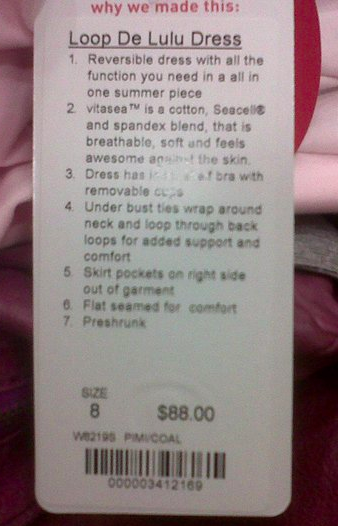 why we made this:
Loop De Lulu Dress
1. Reversible dress with all the
function you need in a all in
one summer piece
2. vitasea™ is a cotton, Seacell®
and spandex blend, that is
breathable, soft and feels
awesome against the skin.
3. Dress has bra with
removable cups
4. Under bust ties wrap around
neck and loop through back
loops for added support and
comfort
5. Skirt pockets on right side
out of garment
6. Flat seamed for comfort
7. Preshrunk
SIZE
8 $88.00
W8219S PIMI/COAL
000003412169